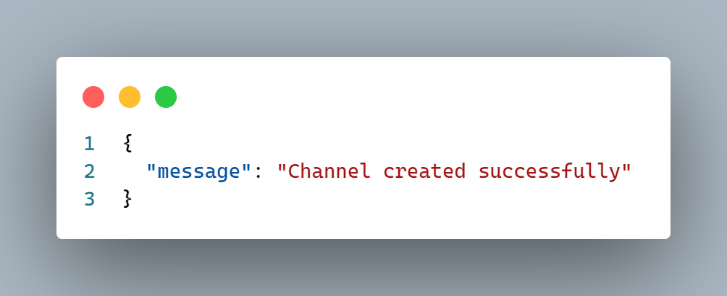 1 {
2   "message": "Channel created successfully"
3 }